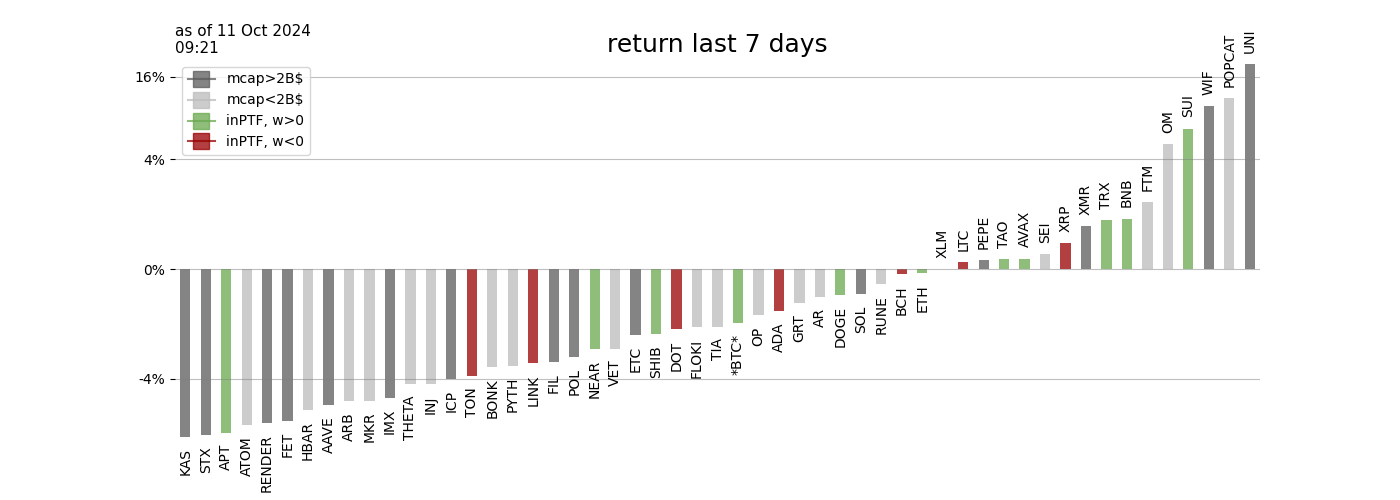 as of 11 Oct 2024
09:21
return last 7 days
mcap>2B$
mcap<2B$
inPTF, w>0
inPTF, w<0
16%
4%
0%
-4%
KAS
STX
APT
ATOM
RENDER
FET
HBAR
AAVE
ARB
MKR
IMX
THETA
INJ
ICP
TON
BONK
PYTH
LINK
FIL
POL
NEAR
VET
ETC
SHIB
DOT
FLOKI
TIA
*BTC*
OP
ADA
GRT
AR
DOGE
SOL
RUNE
BCH
ETH
XLM
LTC
PEPE
TAO
AVAX
SEI
XRP
XMR
TRX
BNB
FTM
OM
SUI
WIF
POPCAT
UNI